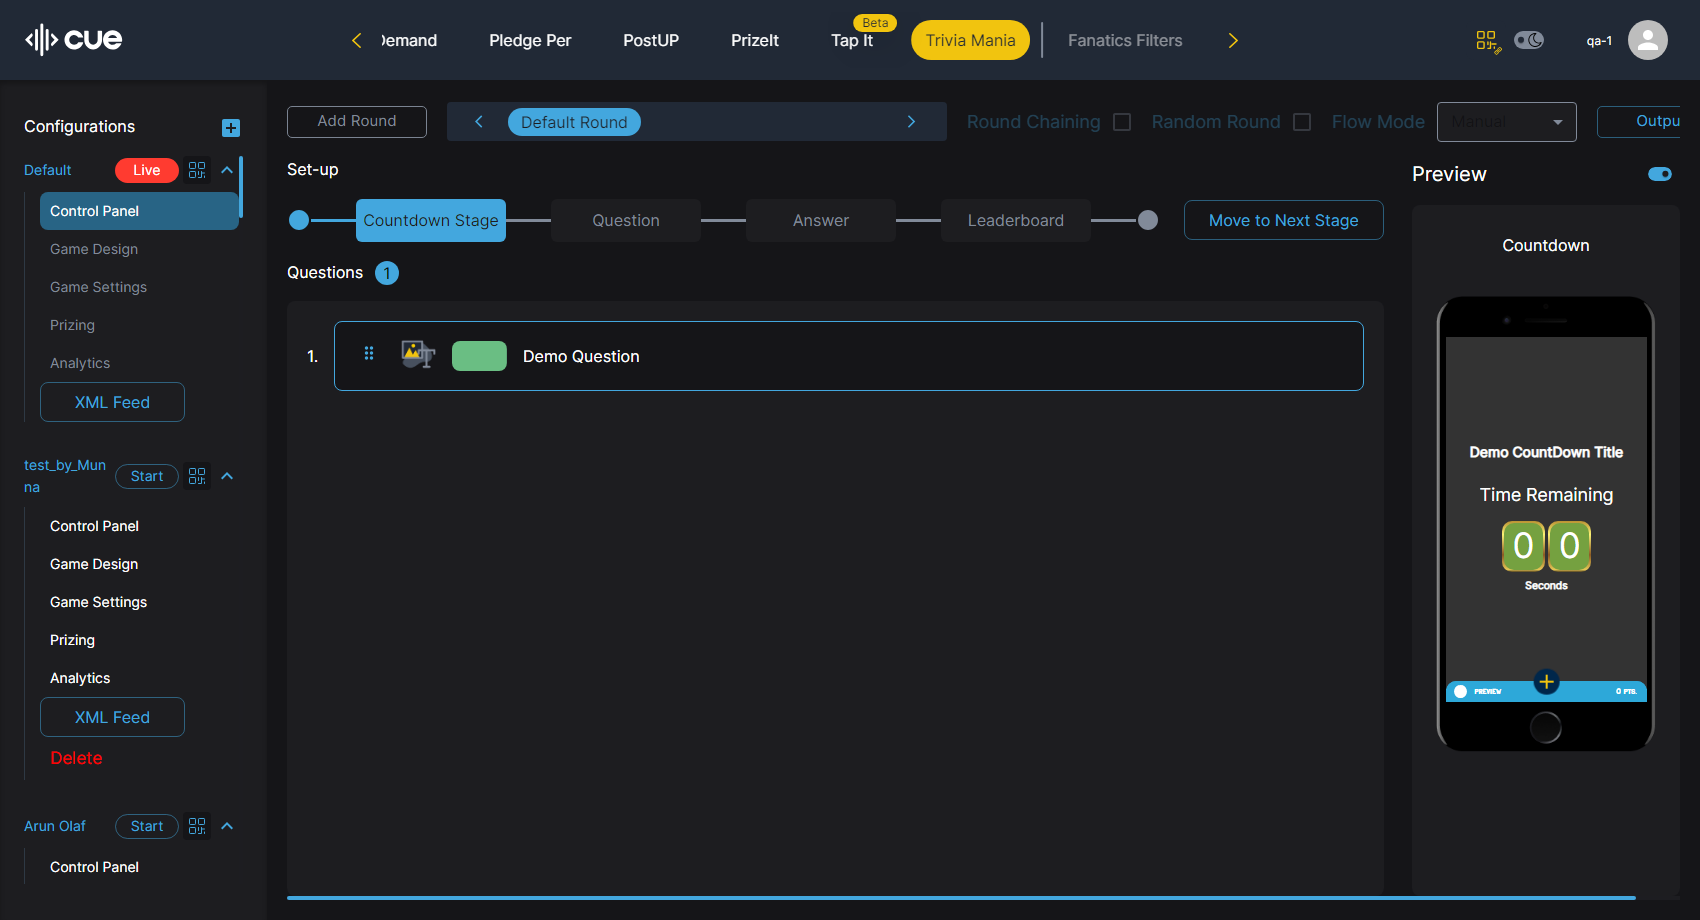 cue
Demand
Pledge Per
PostUP
PrizeIt
Tap It
Beta
Trivia Mania
Fanatics Filters
qa-1
Configurations
Default
Live
Control Panel
Game Design
Game Settings
Prizing
Analytics
XML Feed
test_by_Mun
na
Start
Control Panel
Game Design
Game Settings
Prizing
Analytics
XML Feed
Delete
Arun Olaf
Start
Control Panel
Add Round
Default Round
Round Chaining
Random Round
Flow Mode
Manual
Outpu
Set-up
Countdown Stage
Question
Answer
Leaderboard
Move to Next Stage
Questions 1
1.
Demo Question
Preview
Countdown
Demo CountDown Title
Time Remaining
0 0
Seconds
PREVIEW
0 PTS.